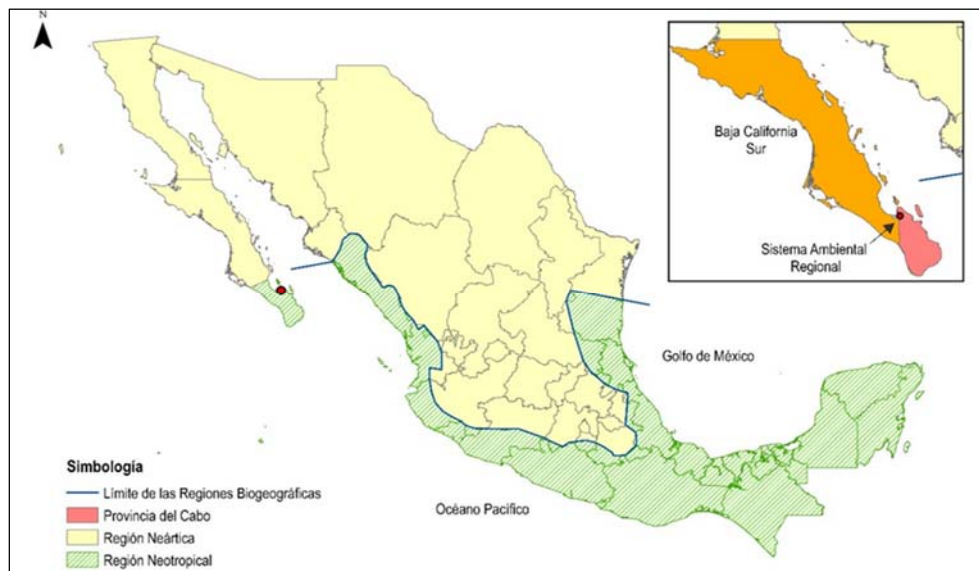 N
Baja California
Sur
Sistema Ambiental
Regional
Golfo de México
Océano Pacífico
Simbología
Límite de las Regiones Biogeográficas
Provincia del Cabo
Región Neártica
Región Neotropical